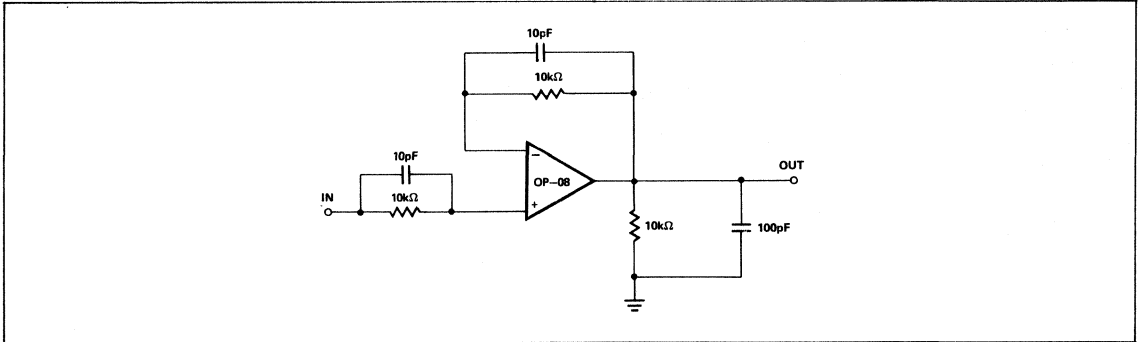 10pF
10kΩ
10pF
10kΩ
IN
−
OP–08
+
OUT
10kΩ
100pF